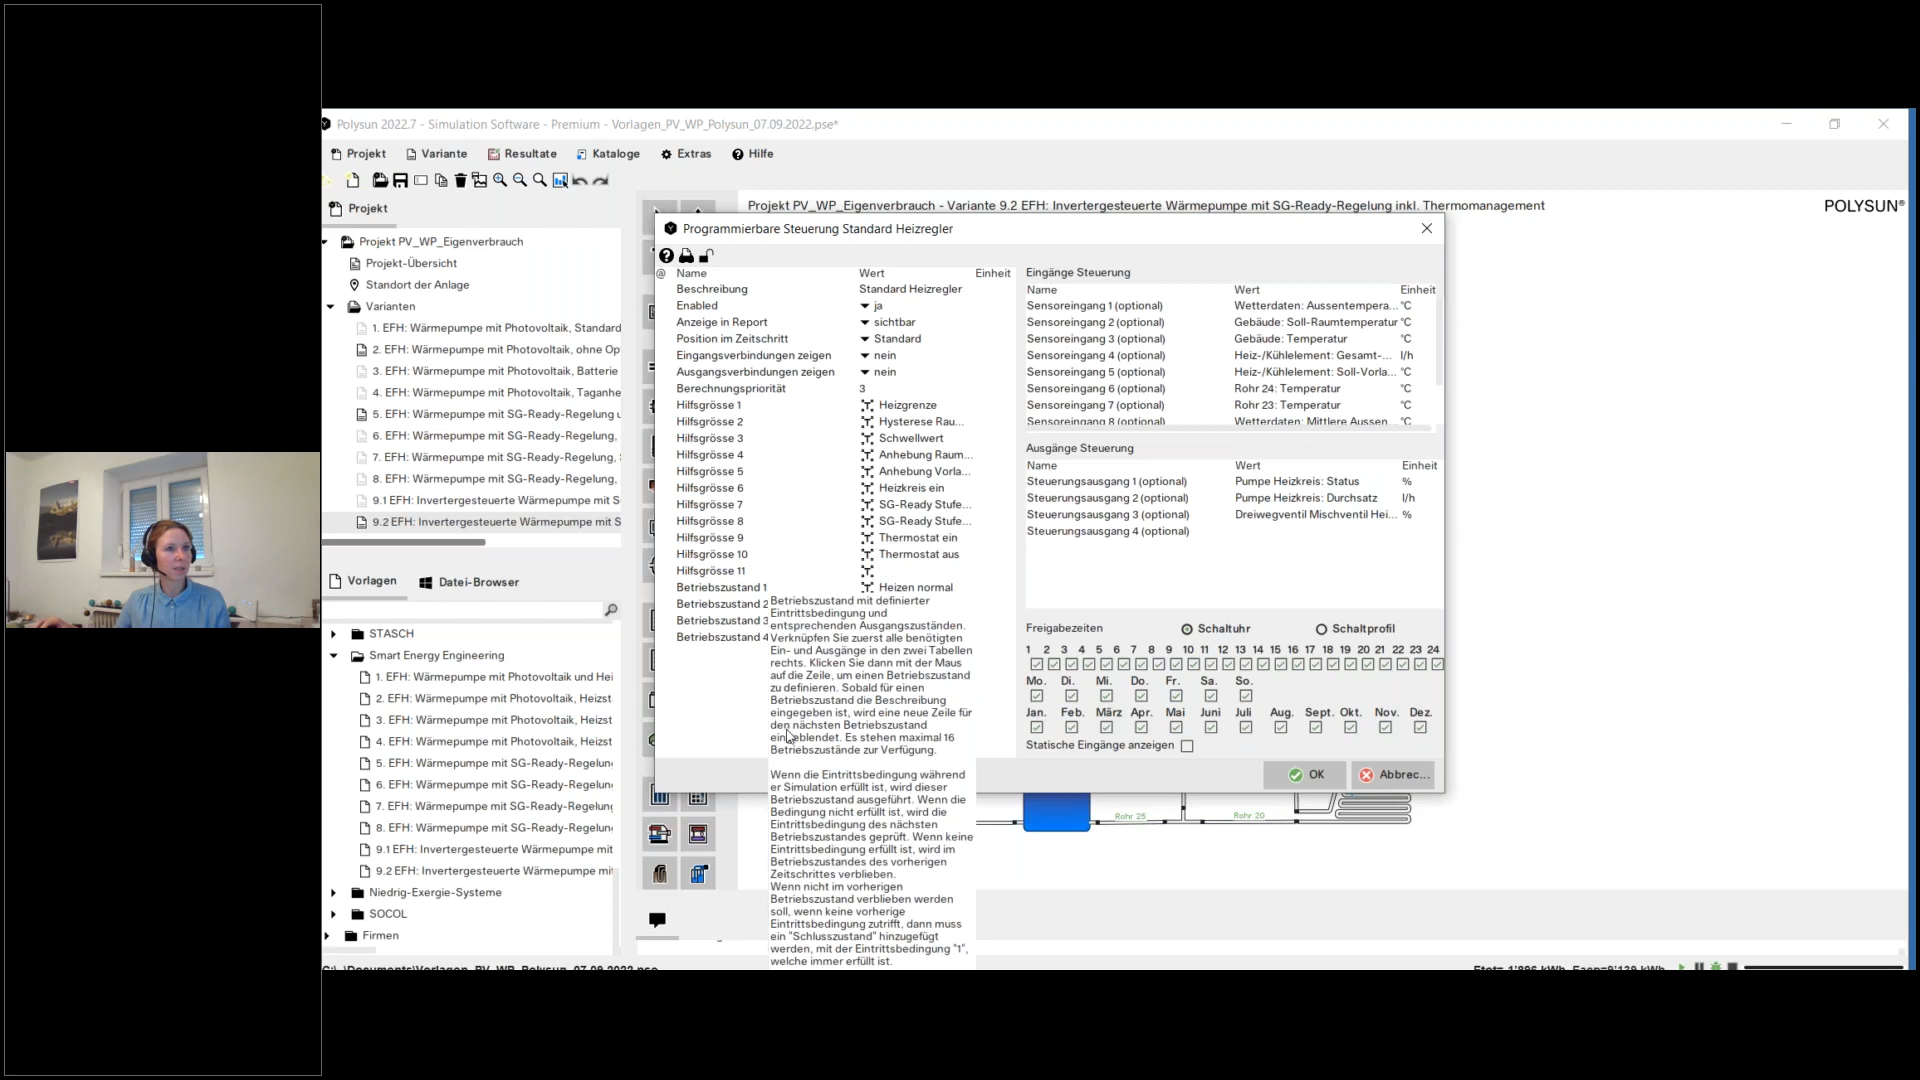 Polysun 2022.7 - Simulation Software - Premium - Vorlagen_PV_WP_Polysun_07.09.2022.pse*
Projekt Variante Resultate Kataloge Extras Hilfe
Projekt
Projekt PV_WP_Eigenverbrauch
Projekt-Übersicht
Standort der Anlage
Varianten
1. EFH: Wärmepumpe mit Photovoltaik, Standard
2. EFH: Wärmepumpe mit Photovoltaik, ohne Op
3. EFH: Wärmepumpe mit Photovoltaik, Batterie
4. EFH: Wärmepumpe mit Photovoltaik, Taganhe
5. EFH: Wärmepumpe mit SG-Ready-Regelung u
6. EFH: Wärmepumpe mit SG-Ready-Regelung,
7. EFH: Wärmepumpe mit SG-Ready-Regelung,
8. EFH: Wärmepumpe mit SG-Ready-Regelung,
9.1 EFH: Invertergesteuerte Wärmepumpe mit S
9.2 EFH: Invertergesteuerte Wärmepumpe mit S
Vorlagen Datei-Browser
STASCH
Smart Energy Engineering
1. EFH: Wärmepumpe mit Photovoltaik und Hei
2. EFH: Wärmepumpe mit Photovoltaik, Heizst
3. EFH: Wärmepumpe mit Photovoltaik, Heizst
4. EFH: Wärmepumpe mit Photovoltaik, Heizst
5. EFH: Wärmepumpe mit SG-Ready-Regelung
6. EFH: Wärmepumpe mit SG-Ready-Regelung
7. EFH: Wärmepumpe mit SG-Ready-Regelung
8. EFH: Wärmepumpe mit SG-Ready-Regelung
9.1 EFH: Invertergesteuerte Wärmepumpe mit
9.2 EFH: Invertergesteuerte Wärmepumpe mit
Niedrig-Exergie-Systeme
SOCOL
Firmen
Projekt PV_WP_Eigenverbrauch - Variante 9.2 EFH: Invertergesteuerte Wärmepumpe mit SG-Ready-Regelung inkl. Thermomanagement
POLYSUN®
Programmierbare Steuerung Standard Heizregler
@ Name Wert Einheit
Beschreibung Standard Heizregler
Enabled ja
Anzeige in Report sichtbar
Position im Zeitschritt Standard
Eingangsverbindungen zeigen nein
Ausgangsverbindungen zeigen nein
Berechnungspriorität 3
Hilfsgrösse 1 Heizgrenze
Hilfsgrösse 2 Hysterese Rau...
Hilfsgrösse 3 Schwellwert
Hilfsgrösse 4 Anhebung Raum...
Hilfsgrösse 5 Anhebung Vorla...
Hilfsgrösse 6 Heizkreis ein
Hilfsgrösse 7 SG-Ready Stufe...
Hilfsgrösse 8 SG-Ready Stufe...
Hilfsgrösse 9 Thermostat ein
Hilfsgrösse 10 Thermostat aus
Hilfsgrösse 11
Betriebszustand 1 Heizen normal
Betriebszustand 2
Betriebszustand 3
Betriebszustand 4
Betriebszustand mit definierter
Eintrittsbedingung und
entsprechenden Ausgangszuständen.
Verknüpfen Sie zuerst alle benötigten
Ein- und Ausgänge in den zwei Tabellen
rechts. Klicken Sie dann mit der Maus
auf die Zeile, um einen Betriebszustand
zu definieren. Sobald für einen
Betriebszustand die Beschreibung
eingegeben ist, wird eine neue Zeile für
den nächsten Betriebszustand
eingeblendet. Es stehen maximal 16
Betriebszustände zur Verfügung.
Wenn die Eintrittsbedingung während
er Simulation erfüllt ist, wird dieser
Betriebszustand ausgeführt. Wenn die
Bedingung nicht erfüllt ist, wird die
Eintrittsbedingung des nächsten
Betriebszustandes geprüft. Wenn keine
Eintrittsbedingung erfüllt ist, wird im
Betriebszustandes des vorherigen
Zeitschrittes verblieben.
Wenn nicht im vorherigen
Betriebszustand verblieben werden
soll, wenn keine vorherige
Eintrittsbedingung zutrifft, dann muss
ein "Schlusszustand" hinzugefügt
werden, mit der Eintrittsbedingung "1",
welche immer erfüllt ist.
Eingänge Steuerung
Name Wert Einheit
Sensoreingang 1 (optional) Wetterdaten: Aussentempera... °C
Sensoreingang 2 (optional) Gebäude: Soll-Raumtemperatur °C
Sensoreingang 3 (optional) Gebäude: Temperatur °C
Sensoreingang 4 (optional) Heiz-/Kühlelement: Gesamt-... l/h
Sensoreingang 5 (optional) Heiz-/Kühlelement: Soll-Vorla... °C
Sensoreingang 6 (optional) Rohr 24: Temperatur °C
Sensoreingang 7 (optional) Rohr 23: Temperatur °C
Sensoreingang 8 (optional) Wetterdaten: Mittlere Aussen °C
Ausgänge Steuerung
Name Wert Einheit
Steuerungsausgang 1 (optional) Pumpe Heizkreis: Status %
Steuerungsausgang 2 (optional) Pumpe Heizkreis: Durchsatz l/h
Steuerungsausgang 3 (optional) Dreiwegventil Mischventil Hei... %
Steuerungsausgang 4 (optional)
Freigabezeiten Schaltuhr Schaltprofil
1 2 3 4 5 6 7 8 9 10 11 12 13 14 15 16 17 18 19 20 21 22 23 24
Mo. Di. Mi. Do. Fr. Sa. So.
Jan. Feb. März Apr. Mai Juni Juli Aug. Sept. Okt. Nov. Dez.
Statische Eingänge anzeigen
OK Abbrec...
Rohr 25 Rohr 20